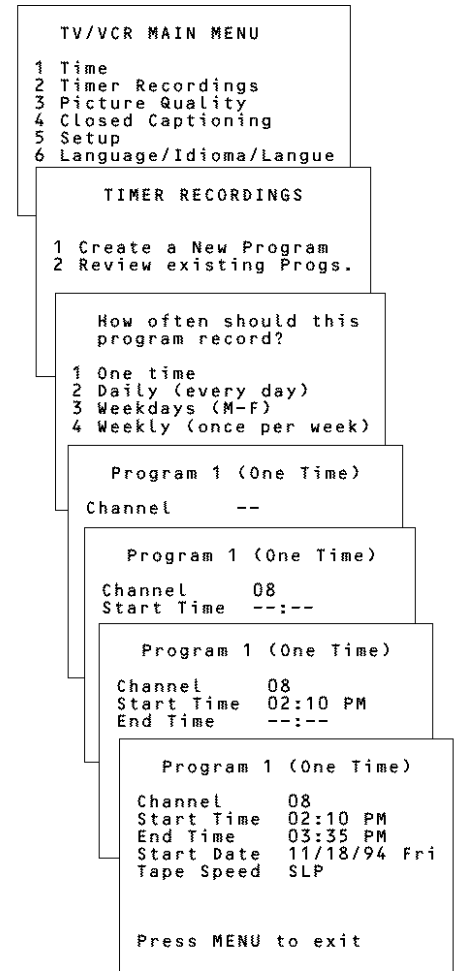 TV/VCR MAIN MENU
1 Time
2 Timer Recordings
3 Picture Quality
4 Closed Captioning
5 Setup
6 Language/Idioma/Langue
TIMER RECORDINGS
1 Create a New Program
2 Review existing Progs.
How often should this
program record?
1 One time
2 Daily (every day)
3 Weekdays (M-F)
4 Weekly (once per week)
Program 1 (One Time)
Channel --
Program 1 (One Time)
Channel 08
Start Time --:--
Program 1 (One Time)
Channel 08
Start Time 02:10 PM
End Time --:--
Program 1 (One Time)
Channel 08
Start Time 02:10 PM
End Time 03:35 PM
Start Date 11/18/94 Fri
Tape Speed SLP
Press MENU to exit